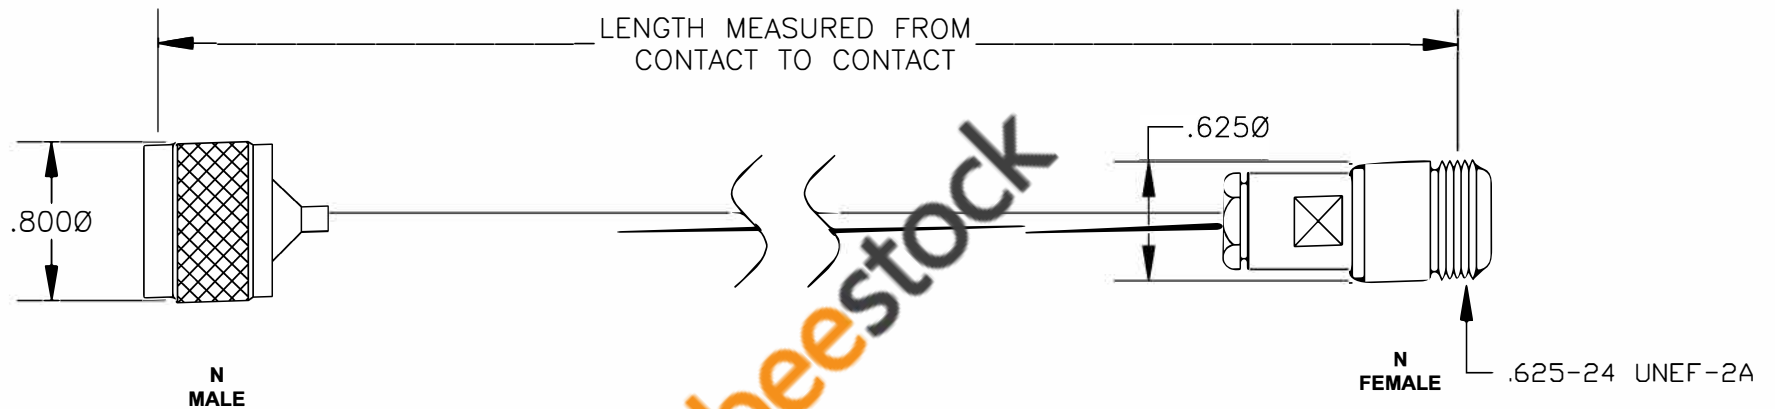 LENGTH MEASURED FROM
CONTACT TO CONTACT
.625Ø
.800Ø
beestock
N
MALE
N
FEMALE
.625-24 UNEF-2A